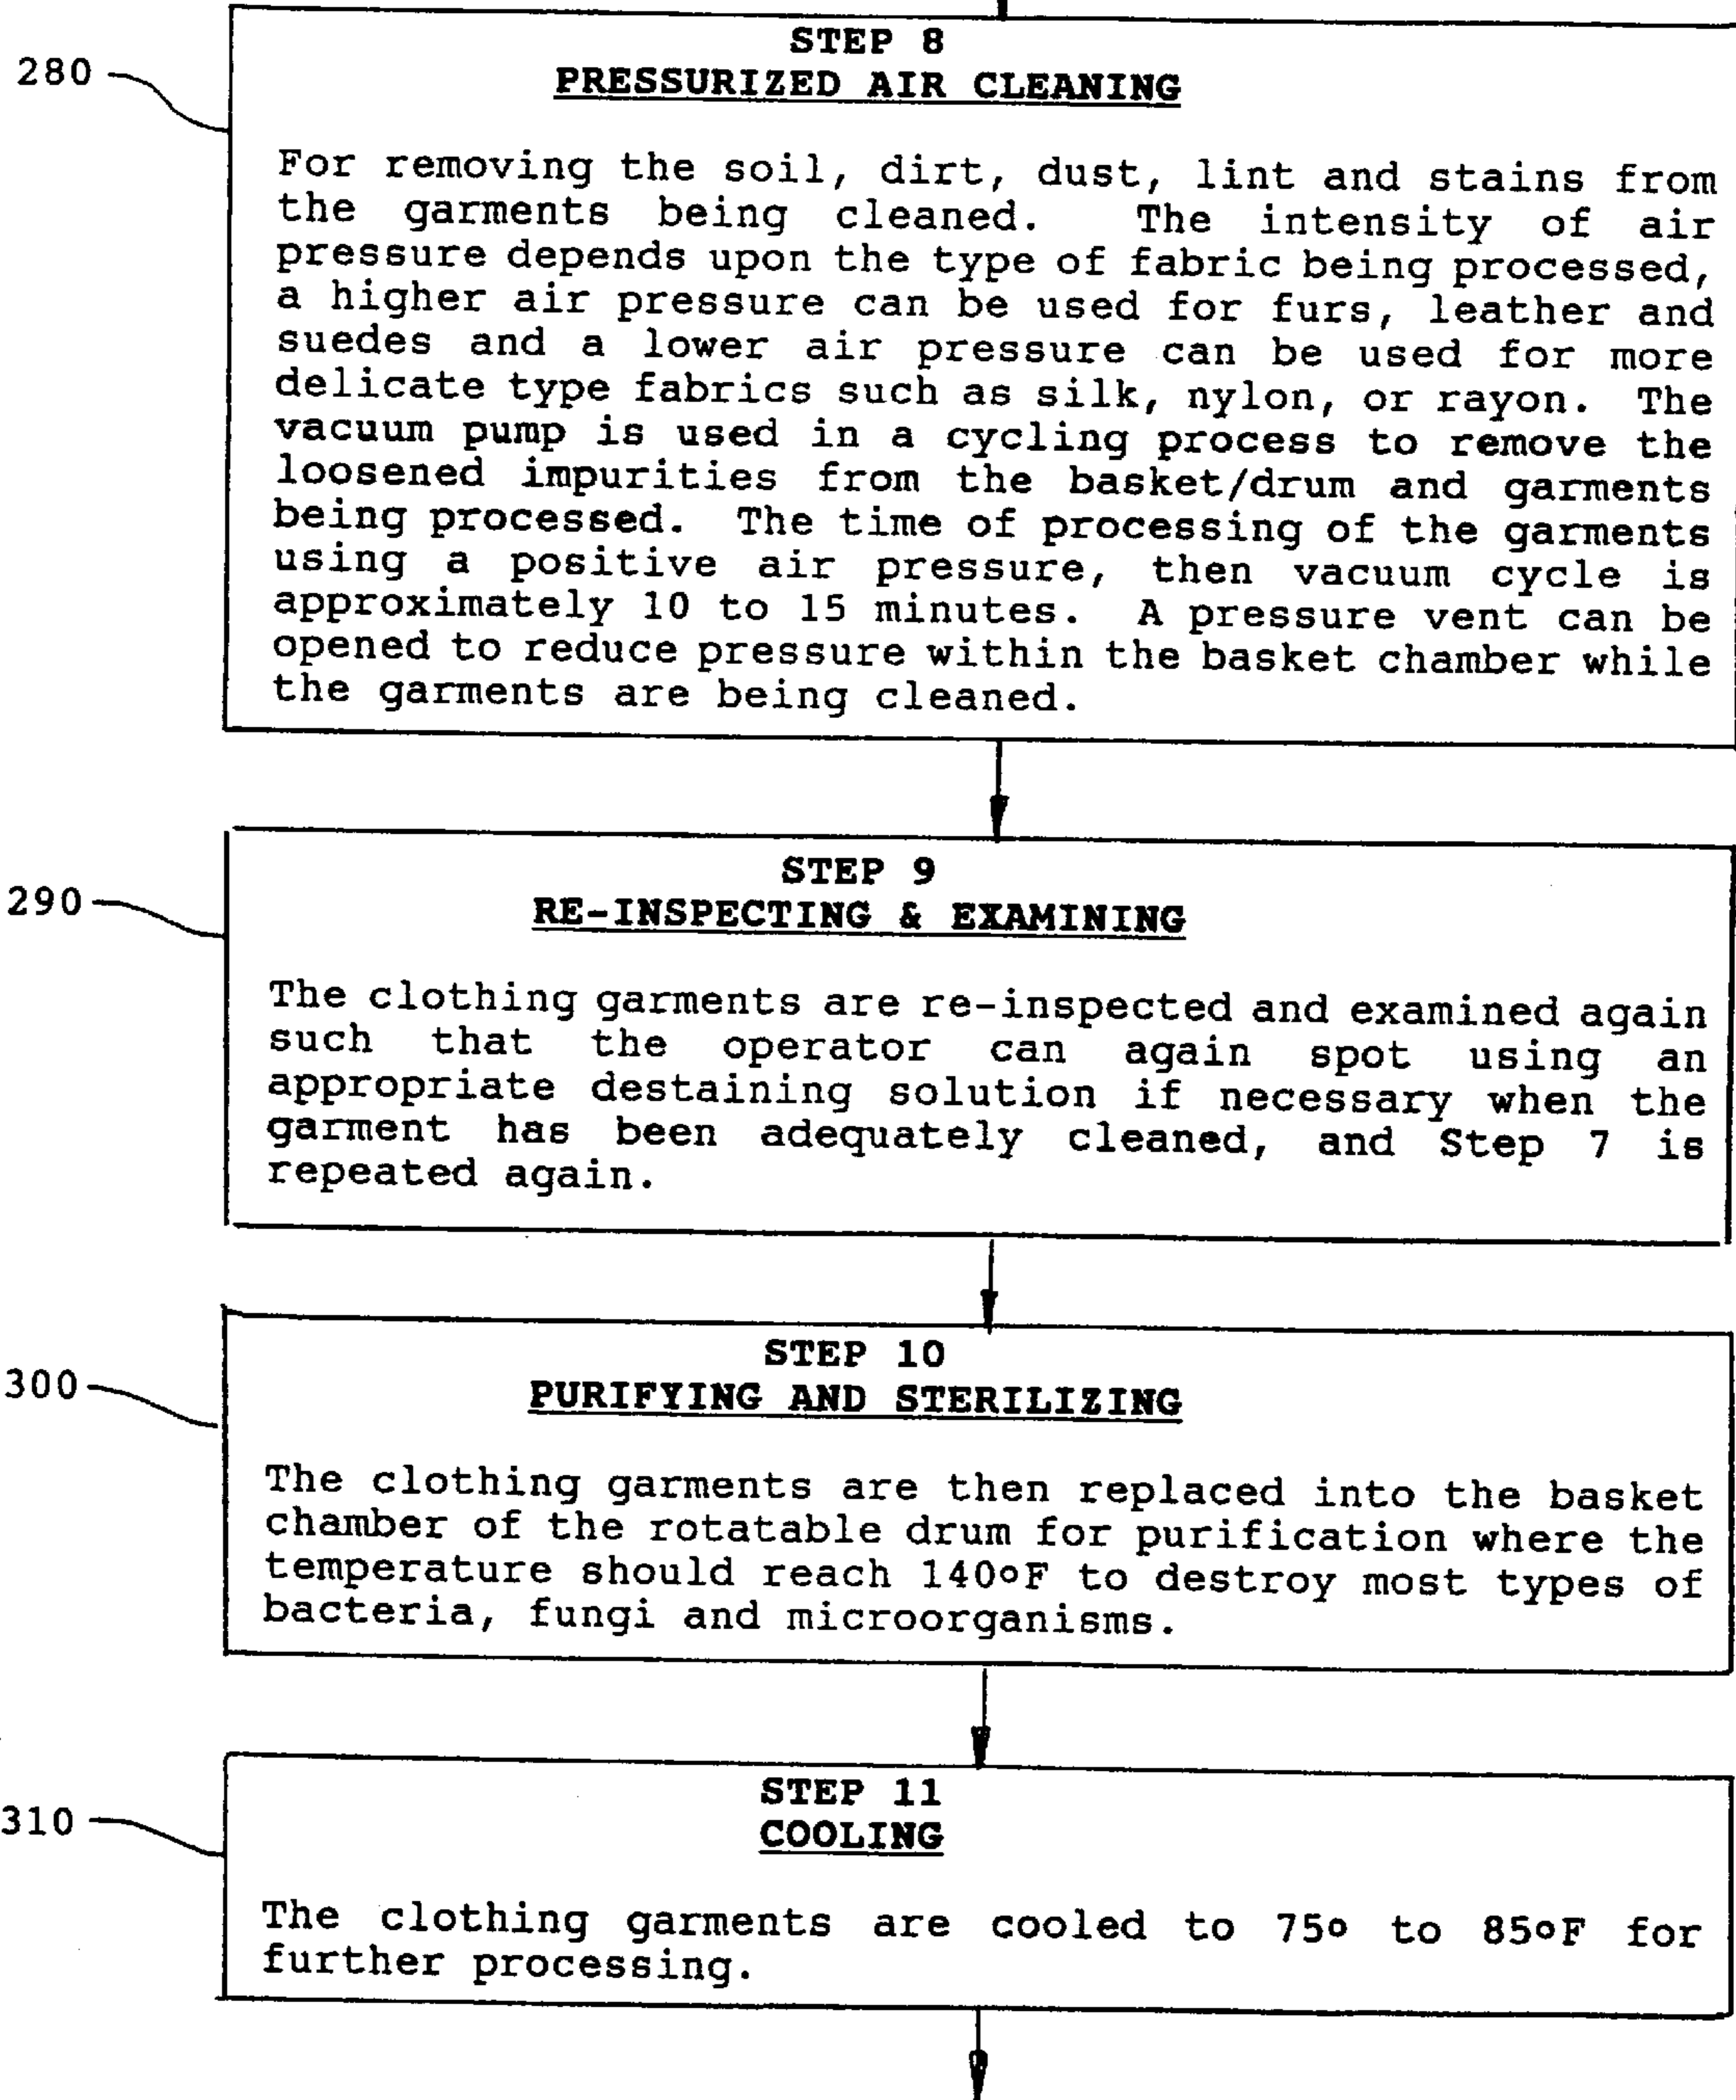 280
STEP 8
PRESSURIZED AIR CLEANING
For removing the soil, dirt, dust, lint and stains from
the garments being cleaned. The intensity of air
pressure depends upon the type of fabric being processed,
a higher air pressure can be used for furs, leather and
suedes and a lower air pressure can be used for more
delicate type fabrics such as silk, nylon, or rayon. The
vacuum pump is used in a cycling process to remove the
loosened impurities from the basket/drum and garments
being processed. The time of processing of the garments
using a positive air pressure, then vacuum cycle is
approximately 10 to 15 minutes. A pressure vent can be
opened to reduce pressure within the basket chamber while
the garments are being cleaned.
290
STEP 9
RE-INSPECTING & EXAMINING
The clothing garments are re-inspected and examined again
such that the operator can again spot using an
appropriate destaining solution if necessary when the
garment has been adequately cleaned, and Step 7 is
repeated again.
300
STEP 10
PURIFYING AND STERILIZING
The clothing garments are then replaced into the basket
chamber of the rotatable drum for purification where the
temperature should reach 140oF to destroy most types of
bacteria, fungi and microorganisms.
310
STEP 11
COOLING
The clothing garments are cooled to 75o to 85oF for
further processing.